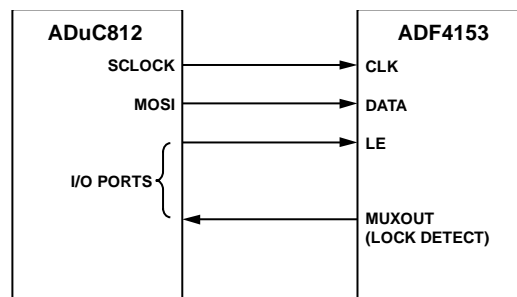 ADuC812
ADF4153
SCLOCK
CLK
MOSI
DATA
LE
I/O PORTS
MUXOUT
(LOCK DETECT)